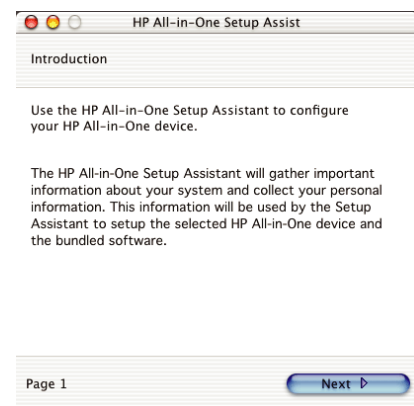 HP All-in-One Setup Assist
Introduction
Use the HP All-in-One Setup Assistant to configure
your HP All-in-One device.
The HP All-in-One Setup Assistant will gather important
information about your system and collect your personal
information. This information will be used by the Setup
Assistant to setup the selected HP All-in-One device and
the bundled software.
Page 1
Next